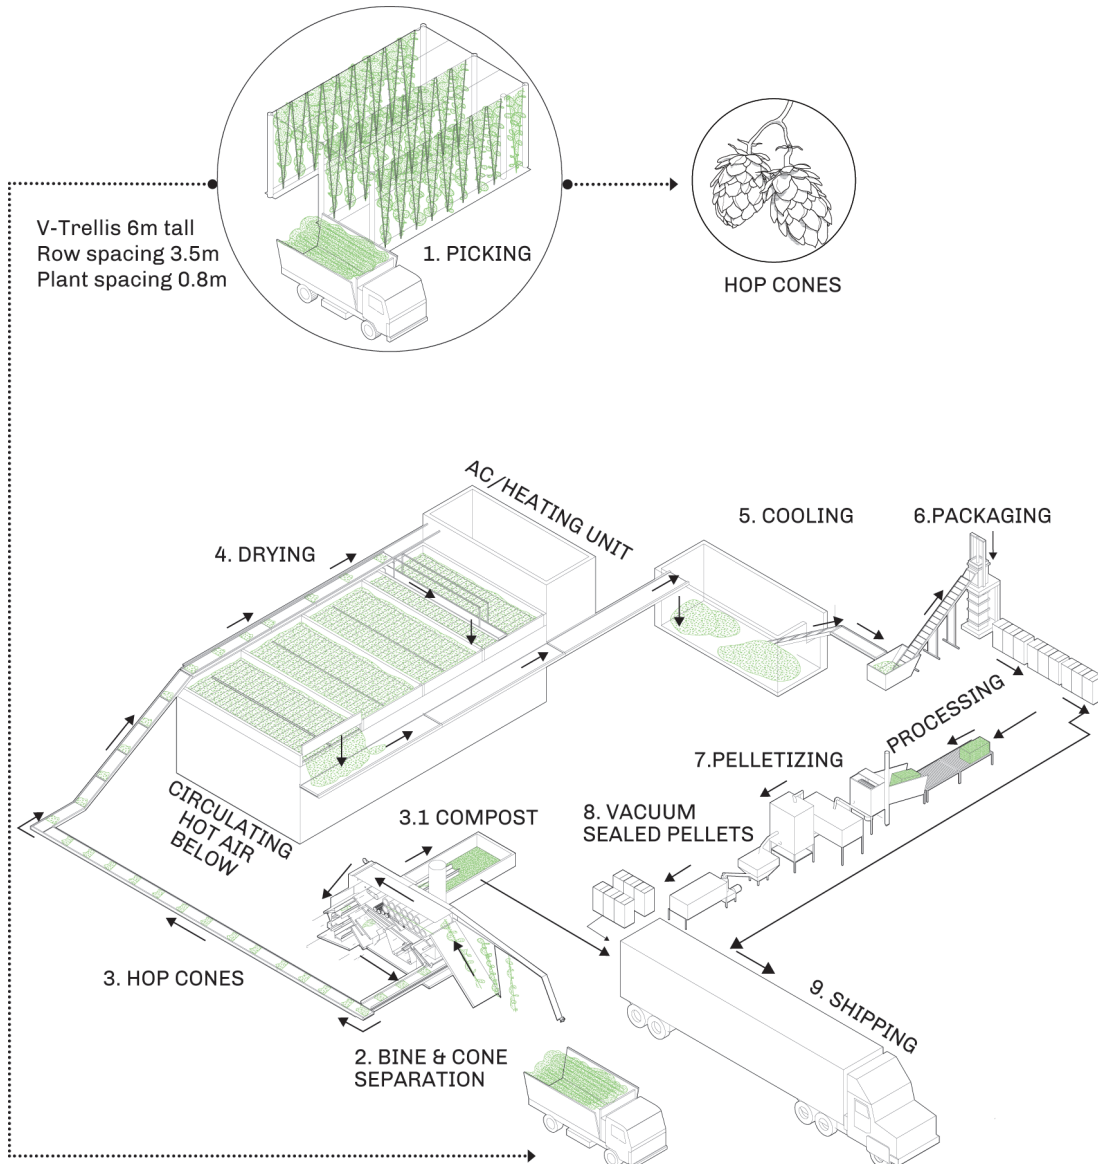 V-Trellis 6m tall
Row spacing 3.5m
Plant spacing 0.8m
1. PICKING
HOP CONES
AC/HEATING UNIT
4. DRYING
5. COOLING
6.PACKAGING
PROCESSING
7.PELLETIZING
8. VACUUM
SEALED PELLETS
CIRCULATING
HOT AIR
BELOW
3.1 COMPOST
3. HOP CONES
9. SHIPPING
2. BINE & CONE
SEPARATION